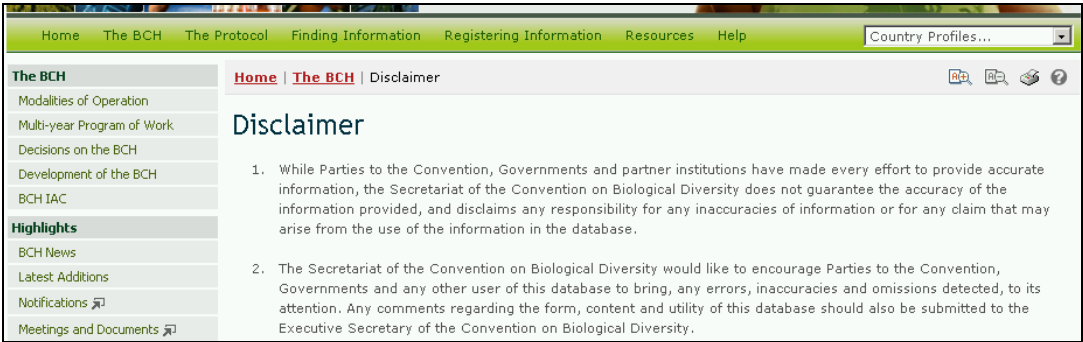 Home The BCH The Protocol Finding Information Registering Information Resources Help Country Profiles...
The BCH
Modalities of Operation
Multi-year Program of Work
Decisions on the BCH
Development of the BCH
BCH IAC
Highlights
BCH News
Latest Additions
Notifications
Meetings and Documents
Home | The BCH | Disclaimer
Disclaimer
1. While Parties to the Convention, Governments and partner institutions have made every effort to provide accurate
information, the Secretariat of the Convention on Biological Diversity does not guarantee the accuracy of the
information provided, and disclaims any responsibility for any inaccuracies of information or for any claim that may
arise from the use of the information in the database.
2. The Secretariat of the Convention on Biological Diversity would like to encourage Parties to the Convention,
Governments and any other user of this database to bring, any errors, inaccuracies and omissions detected, to its
attention. Any comments regarding the form, content and utility of this database should also be submitted to the
Executive Secretary of the Convention on Biological Diversity.